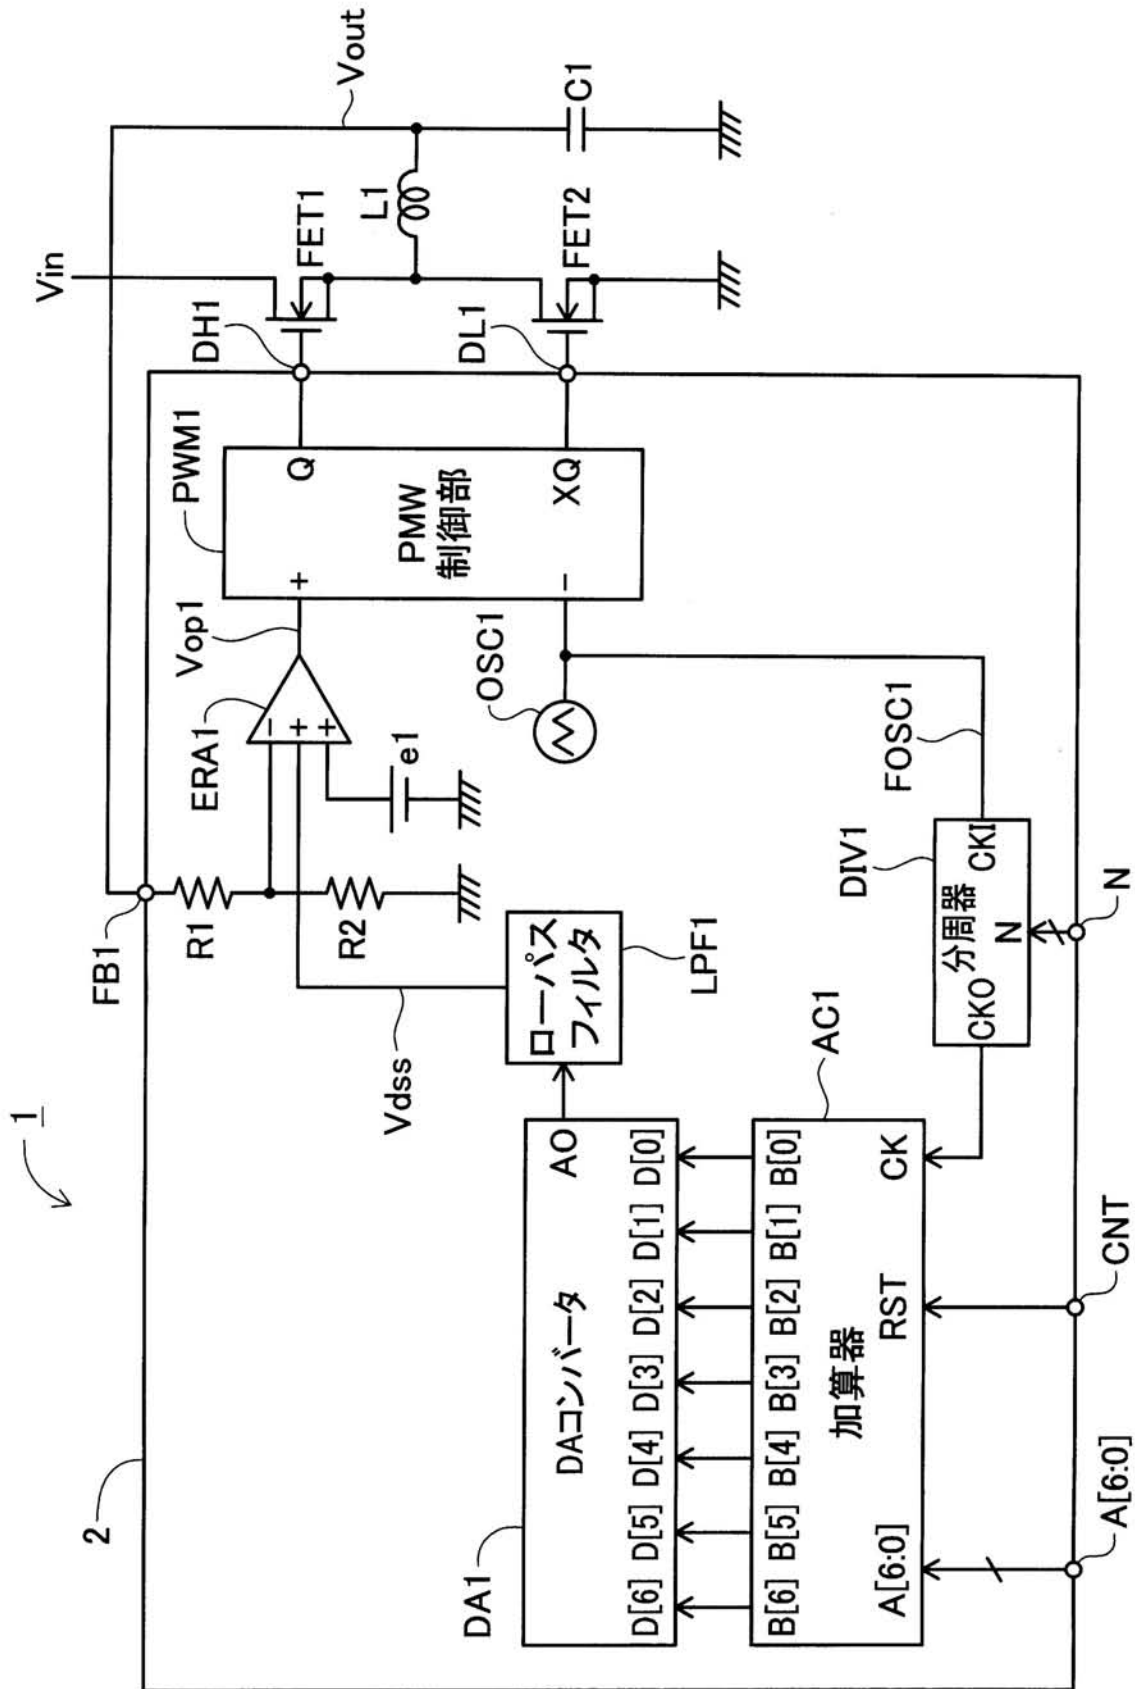 1
2
Vin
Vout
FB1
R1
R2
ERA1
Vop1
PWM1
DH1
FET1
L1
C1
e1
+
Q
PMW
制御部
-
XQ
DL1
FET2
-
+
+
Vdss
OSC1
ローパス
フィルタ
LPF1
FOSC1
DA1
AO
DAコンバータ
D[6] D[5] D[4] D[3] D[2] D[1] D[0]
B[6] B[5] B[4] B[3] B[2] B[1] B[0]
AC1
加算器
A[6:0]
RST
CK
DIV1
CKO
分周器
CKI
N
A[6:0]
CNT
N